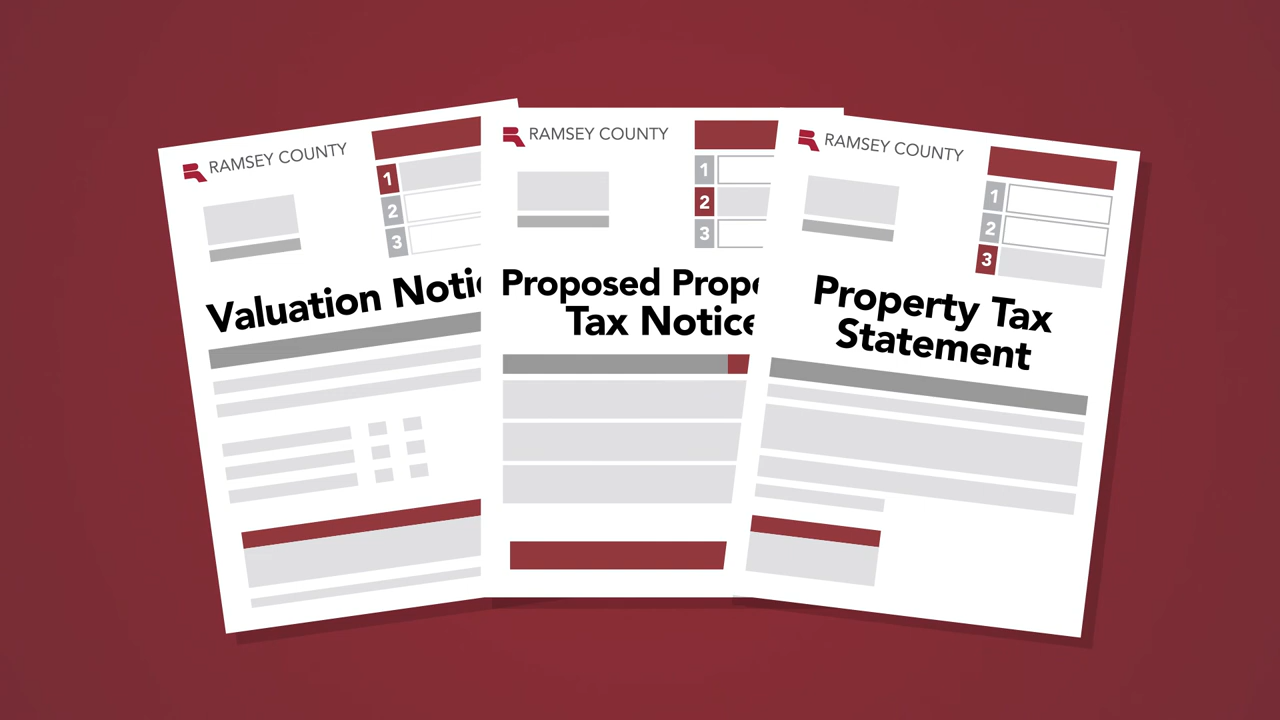 RAMSEY COUNTY
1
2
3
Valuation Notic
RAMSEY COUNTY
1
2
3
Proposed Prope
Tax Notice
RAMSEY COUNTY
1
2
3
Property Tax
Statement